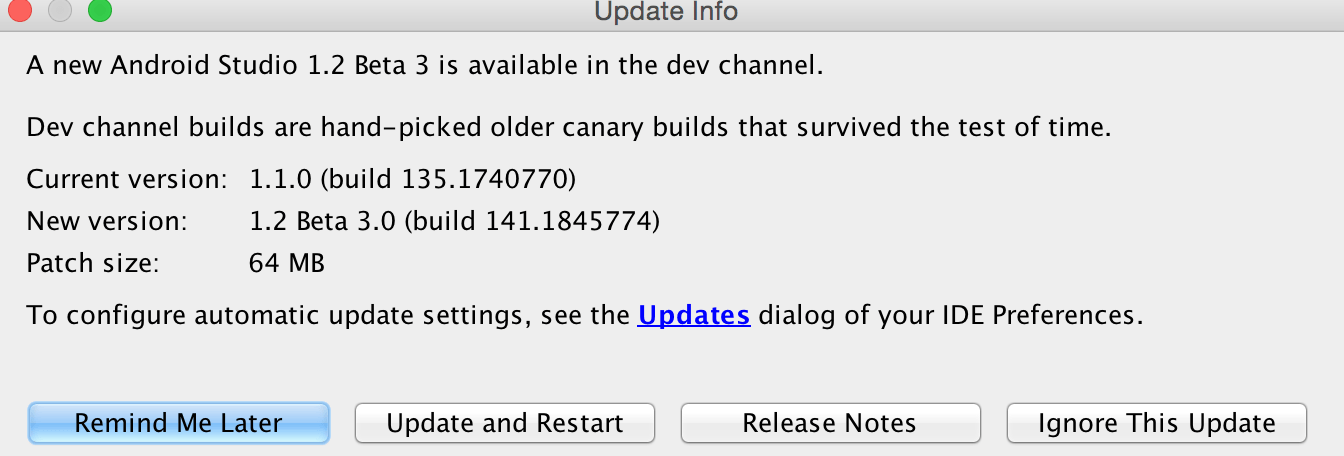 Update Info
A new Android Studio 1.2 Beta 3 is available in the dev channel.
Dev channel builds are hand-picked older canary builds that survived the test of time.
Current version: 1.1.0 (build 135.1740770)
New version: 1.2 Beta 3.0 (build 141.1845774)
Patch size: 64 MB
To configure automatic update settings, see the Updates dialog of your IDE Preferences.
Remind Me Later Update and Restart Release Notes Ignore This Update